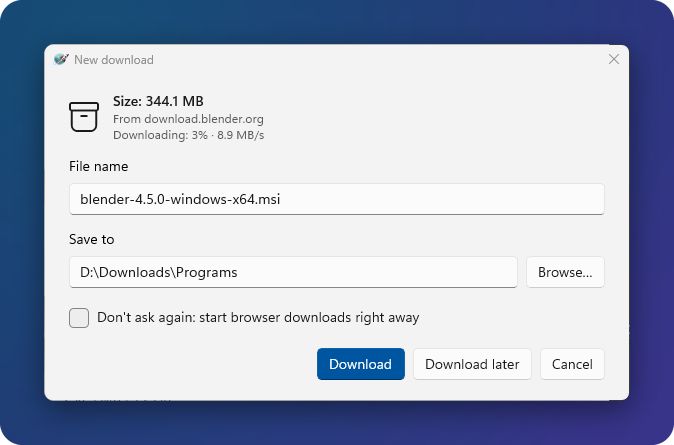 New download
Size: 344.1 MB
From download.blender.org
Downloading: 3% · 8.9 MB/s
File name
blender-4.5.0-windows-x64.msi
Save to
D:\Downloads\Programs
Browse...
Don't ask again: start browser downloads right away
Download
Download later
Cancel